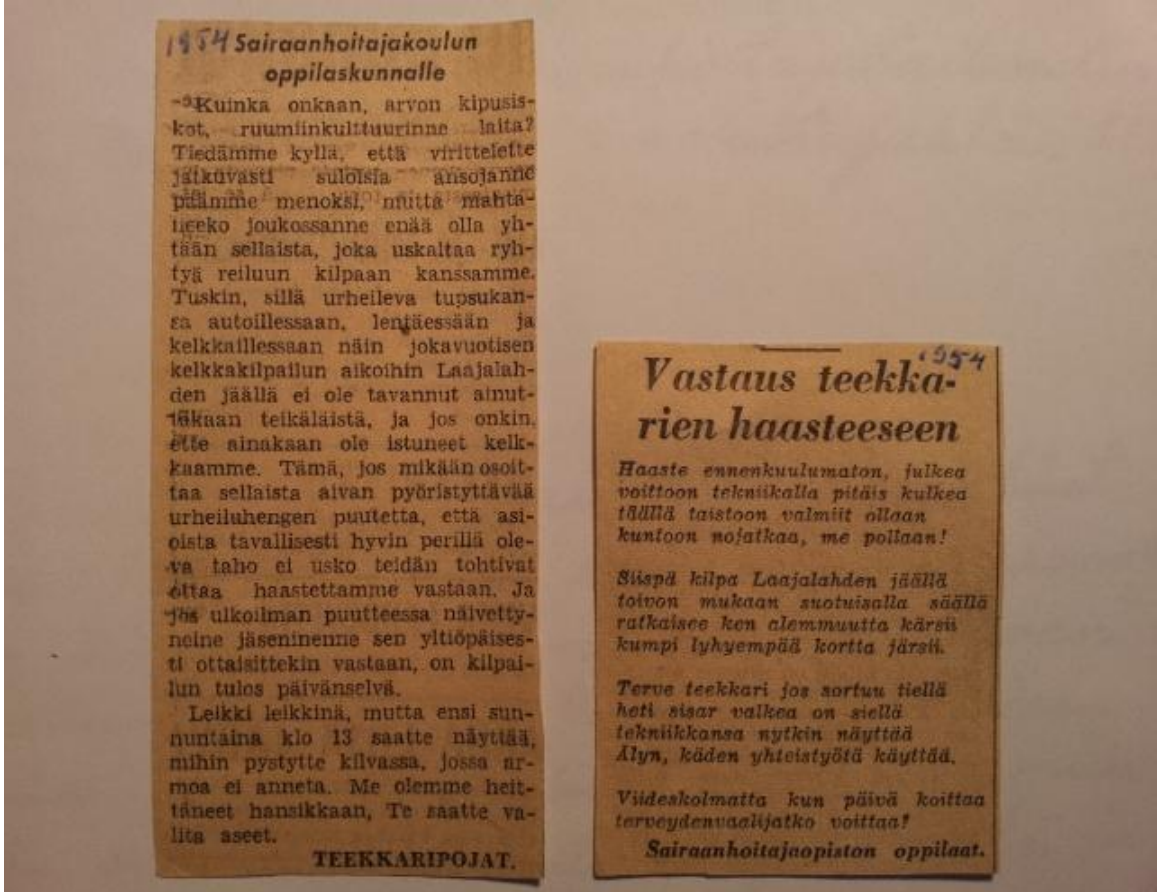 1954 Sairaanhoitajakoulun
oppilaskunnalle
Kuinka onkaan, arvon kipusis-
kot, ruumiinkulttuurinne laita?
Tiedämme kyllä, että virittelette
jatkuvasti suloisia ansojanne
päämme menoksi, mutta mahta-
neeko joukossanne enää olla yh-
tään sellaista, joka uskaltaa ryh-
tyä reiluun kilpaan kanssamme.
Tuskin, sillä urheileva tupsukan-
sa autoillessaan, lentäessään ja
kelkkaillessaan näin jokavuotisen
kelkkakilpailun aikoihin Laajalah-
den jäällä ei ole tavannut ainut-
takaan teikäläistä, ja jos onkin,
ette ainakaan ole istuneet kelk-
kaamme. Tämä, jos mikään osoit-
taa sellaista aivan pyöristyttävää
urheiluhengen puutetta, että asi-
oista tavallisesti hyvin perillä ole-
va taho ei usko teidän tohtivat
ottaa haastettamme vastaan. Ja
jos ulkoilman puutteessa näivetty-
neine jäseninenne sen yltiöpäises-
ti ottaisittekin vastaan, on kilpai-
lun tulos päivänselvä.
Leikki leikkinä, mutta ensi sun-
nuntaina klo 13 saatte näyttää,
mihin pystytte kilvassa, jossa ar-
moa ei anneta. Me olemme heit-
täneet hansikkaan, Te saatte va-
lita aseet.
TEEKKARIPOJAT.
1954
Vastaus teekka-
rien haasteeseen
Haaste ennenkuulumaton, julkea
voittoon tekniikalla pitäis kulkea
täällä taistoon valmiit ollaan
kuntoon nojatkaa, me pollaan!
Siispä kilpa Laajalahden jäällä
toivon mukaan suotuisalla säällä
ratkaisee ken alemmuutta kärsii
kumpi lyhyempää kortta järsii.
Terve teekkari jos sortuu tiellä
heti sisar valkea on siellä
tekniikkansa nytkin näyttää
Älyn, käden yhteistyötä käyttää.
Viideskolmatta kun päivä koittaa
terveydenvaalijatko voittaa!
Sairaanhoitajaopiston oppilaat.